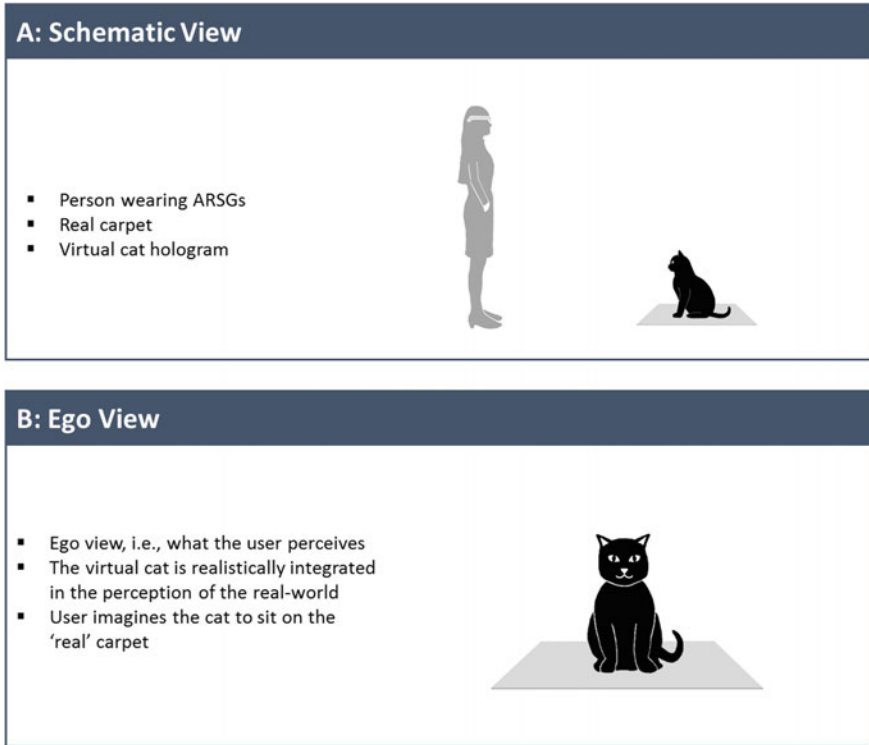 A: Schematic View
▪ Person wearing ARSGs
▪ Real carpet
▪ Virtual cat hologram
B: Ego View
▪ Ego view, i.e., what the user perceives
▪ The virtual cat is realistically integrated
in the perception of the real-world
▪ User imagines the cat to sit on the
‘real’ carpet